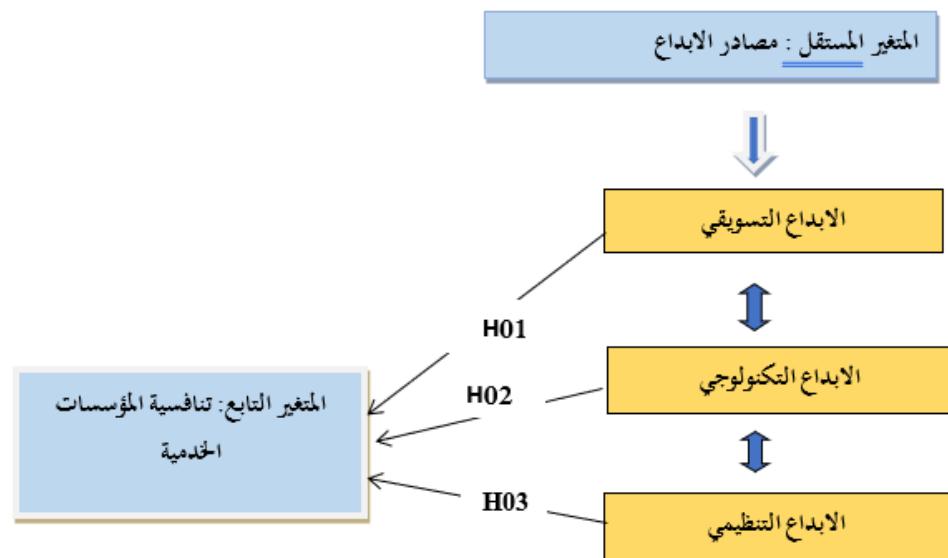 المتغير المستقل : مصادر الابداع
الابداع التسويقي
H01
الابداع التكنولوجي
H02
المتغير التابع: تنافسية المؤسسات
الخدمية
H03
الابداع التنظيمي